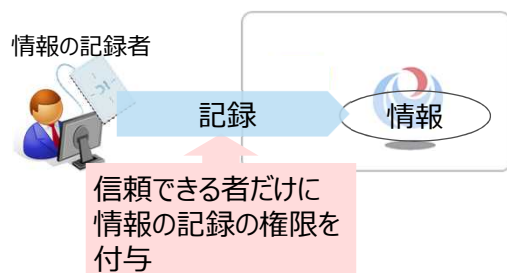 情報の記録者
記録
情報
信頼できる者だけに
情報の記録の権限を
付与